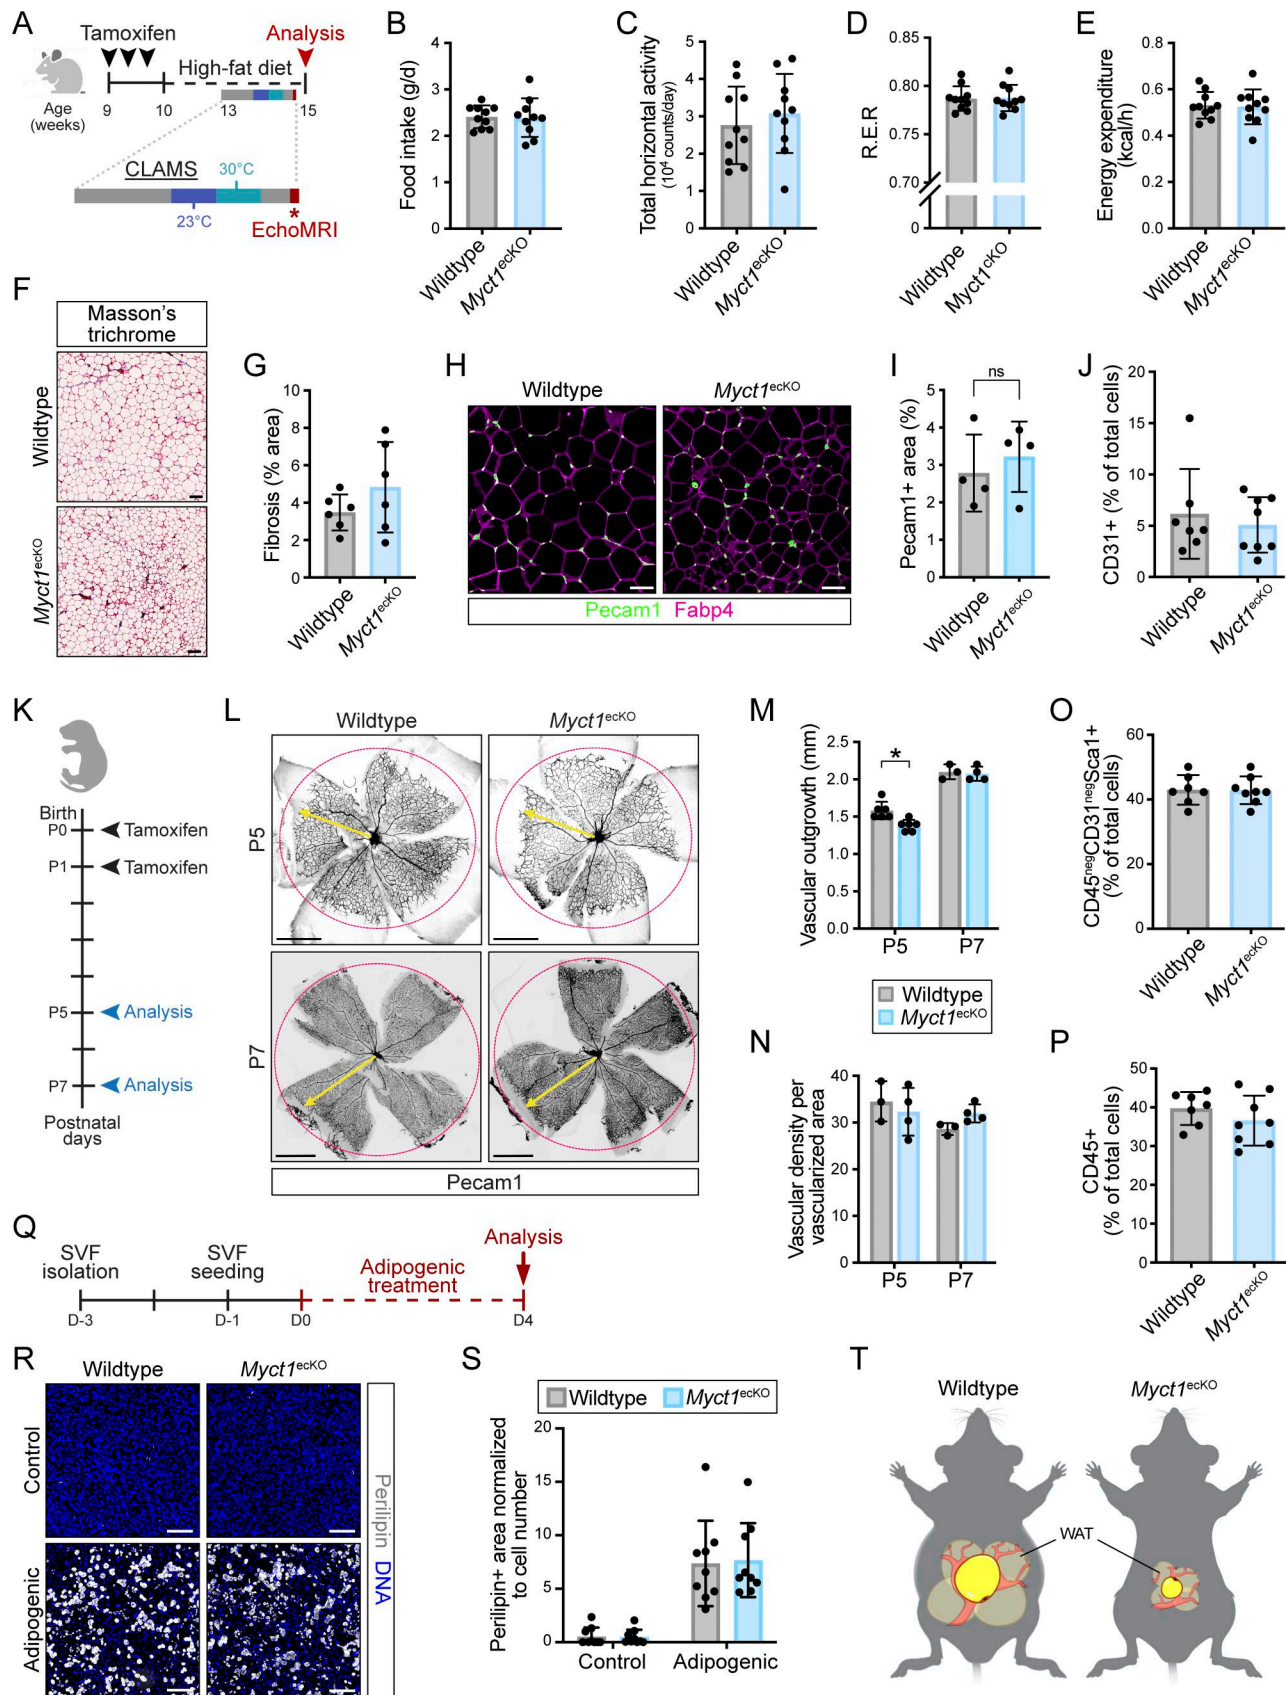 A
Tamoxifen
Analysis
High-fat diet
Age
(weeks)
9
10
13
15
CLAMS
30°C
23°C
*
EchoMRI
B
Food intake (g/d)
4
3
2
1
0
Wildtype
Myct1ecKO
C
Total horizontal activity
(10⁴ counts/day)
5
4
3
2
1
0
Wildtype
Myct1ecKO
D
R.E.R
0.85
0.80
0.75
0.70
0
Wildtype
Myct1cKO
E
Energy expenditure
(kcal/h)
0.8
0.6
0.4
0.2
0.0
Wildtype
Myct1ecKO
F
Masson's
trichrome
Wildtype
Myct1ecKO
G
Fibrosis (% area)
10
8
6
4
2
0
Wildtype
Myct1ecKO
H
Wildtype
Myct1ecKO
Pecam1 Fabp4
I
ns
Pecam1+ area (%)
5
4
3
2
1
0
Wildtype
Myct1ecKO
J
CD31+ (% of total cells)
20
15
10
5
0
Wildtype
Myct1ecKO
K
Birth
P0
Tamoxifen
P1
Tamoxifen
P5
Analysis
P7
Analysis
Postnatal
days
L
Wildtype
Myct1ecKO
P5
P7
Pecam1
M
Vascular outgrowth (mm)
2.5
2.0
1.5
1.0
0.5
0.0
*
P5
P7
Wildtype
Myct1ecKO
N
Vascular density per
vascularized area
40
30
20
10
0
P5
P7
O
CD45negCD31negSca1+
(% of total cells)
60
40
20
0
Wildtype
Myct1ecKO
P
CD45+
(% of total cells)
50
40
30
20
10
0
Wildtype
Myct1ecKO
Q
SVF
isolation
SVF
seeding
Adipogenic
treatment
Analysis
D-3
D-1
D0
D4
R
Wildtype
Myct1ecKO
Control
Adipogenic
Perilipin DNA
S
Wildtype
Myct1ecKO
Perilipin+ area normalized
to cell number
20
15
10
5
0
Control
Adipogenic
T
Wildtype
Myct1ecKO
WAT